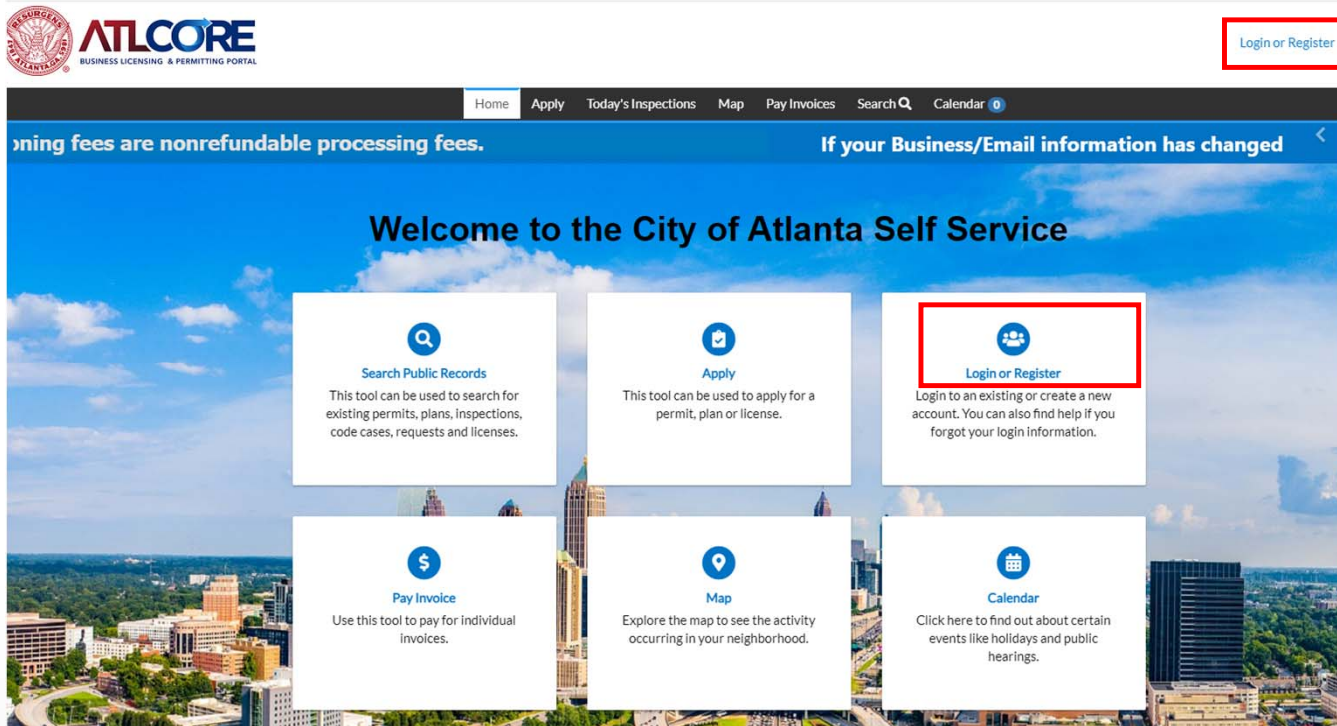 RESURGENS
ATLANTA, GA.
1847
1865
ATLCORE
BUSINESS LICENSING & PERMITTING PORTAL
Login or Register
Home Apply Today's Inspections Map Pay Invoices Search Calendar 0
fees are nonrefundable processing fees. If your Business/Email information has changed
Welcome to the City of Atlanta Self Service
Search Public Records
This tool can be used to search for
existing permits, plans, inspections,
code cases, requests and licenses.
Apply
This tool can be used to apply for a
permit, plan or license.
Login or Register
Login to an existing or create a new
account. You can also find help if you
forgot your login information.
Pay Invoice
Use this tool to pay for individual
invoices.
Map
Explore the map to see the activity
occurring in your neighborhood.
Calendar
Click here to find out about certain
events like holidays and public
hearings.